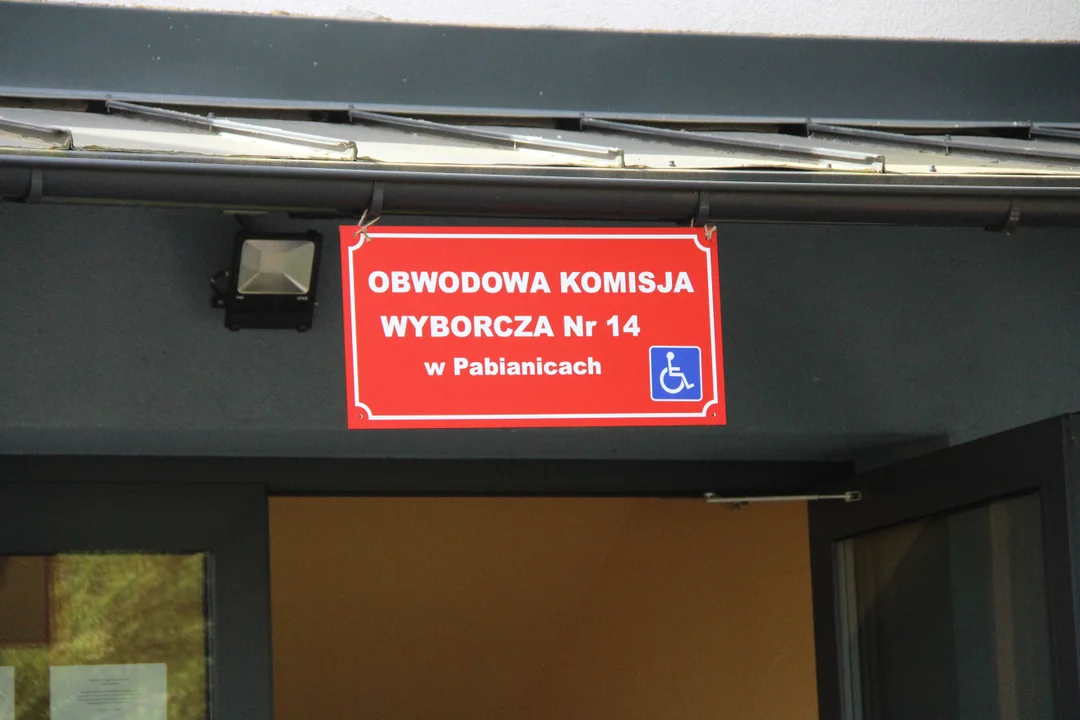 OBWODOWA KOMISJA
WYBORCZA Nr 14
w Pabianicach